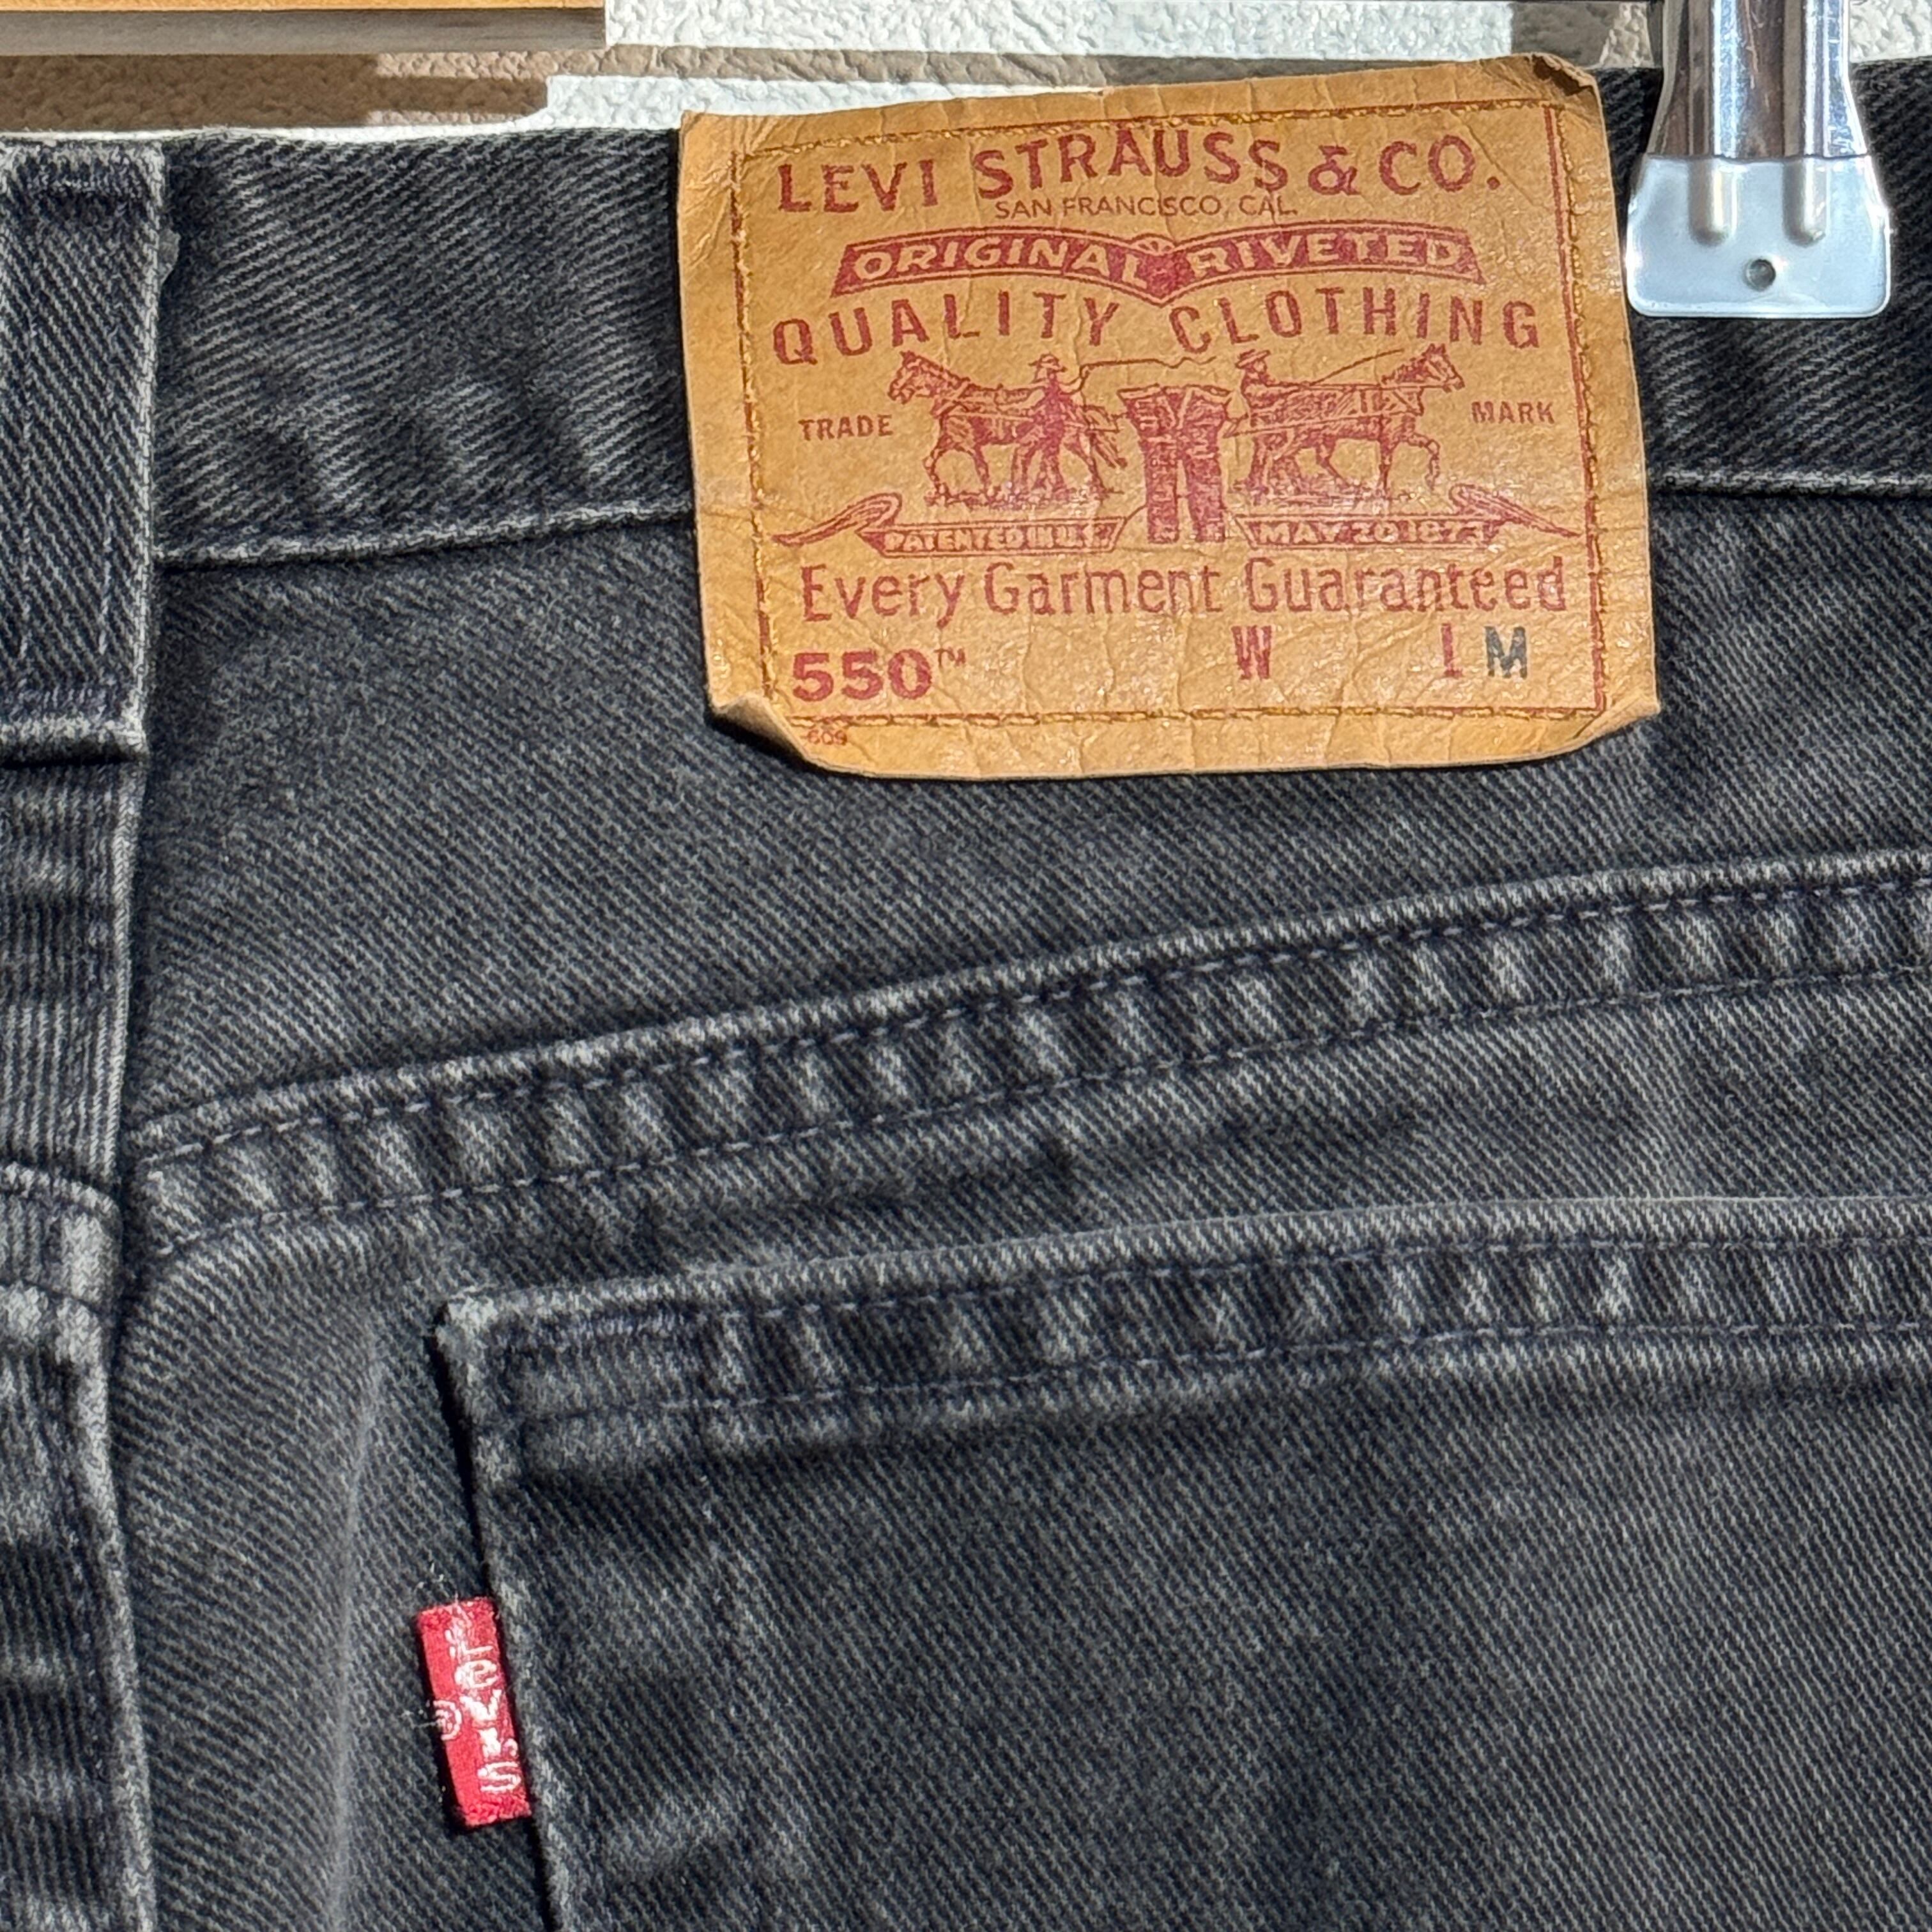 LEVI STRAUSS & CO.
SAN FRANCISCO, CAL.
ORIGINAL RIVETED
QUALITY CLOTHING
TRADE MARK
PATENTED IN U.S. MAY 20 1873
Every Garment Guaranteed
550™ W L M
609
Levi's
®